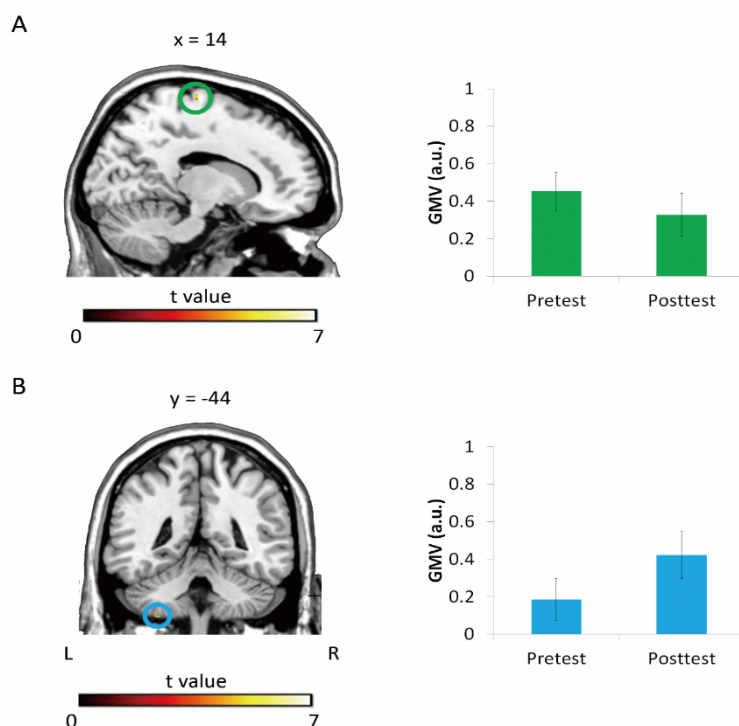 A
x = 14
t value
0 7
GMV (a.u.)
1
0.8
0.6
0.4
0.2
0
Pretest Posttest
B
y = -44
L R
t value
0 7
GMV (a.u.)
1
0.8
0.6
0.4
0.2
0
Pretest Posttest